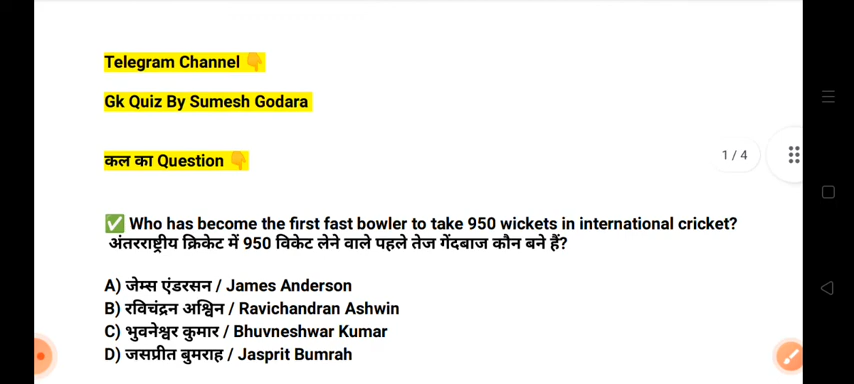 Telegram Channel 👇
Gk Quiz By Sumesh Godara
कल का Question 👇
✅ Who has become the first fast bowler to take 950 wickets in international cricket?
अंतरराष्ट्रीय क्रिकेट में 950 विकेट लेने वाले पहले तेज गेंदबाज कौन बने हैं?
A) जेम्स एंडरसन / James Anderson
B) रविचंद्रन अश्विन / Ravichandran Ashwin
C) भुवनेश्वर कुमार / Bhuvneshwar Kumar
D) जसप्रीत बुमराह / Jasprit Bumrah
1 / 4